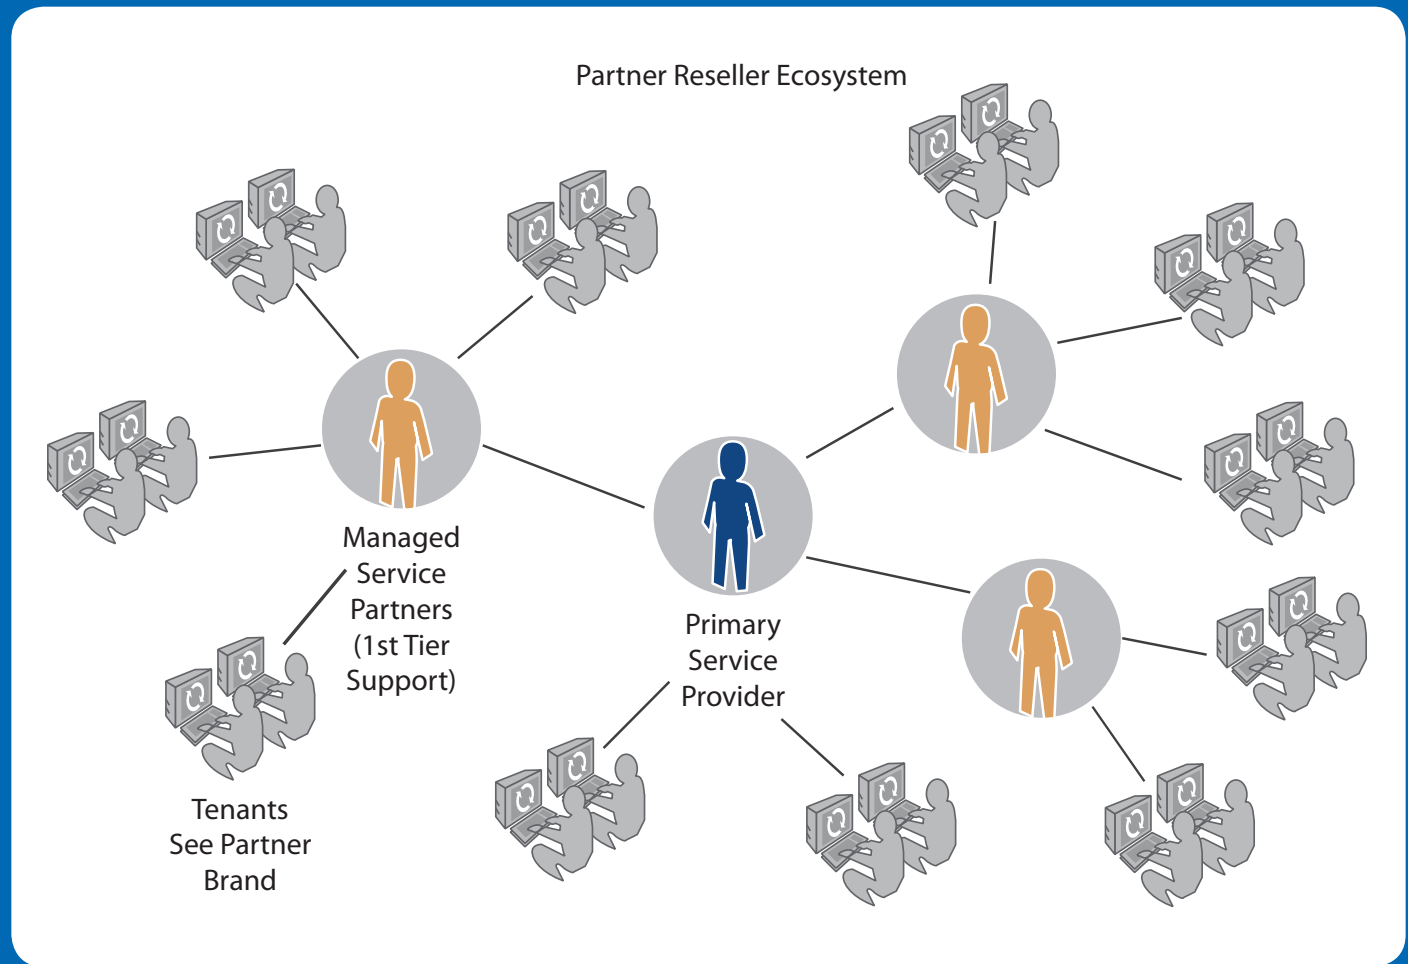 Partner Reseller Ecosystem
Managed
Service
Partners
(1st Tier
Support)
Primary
Service
Provider
Tenants
See Partner
Brand